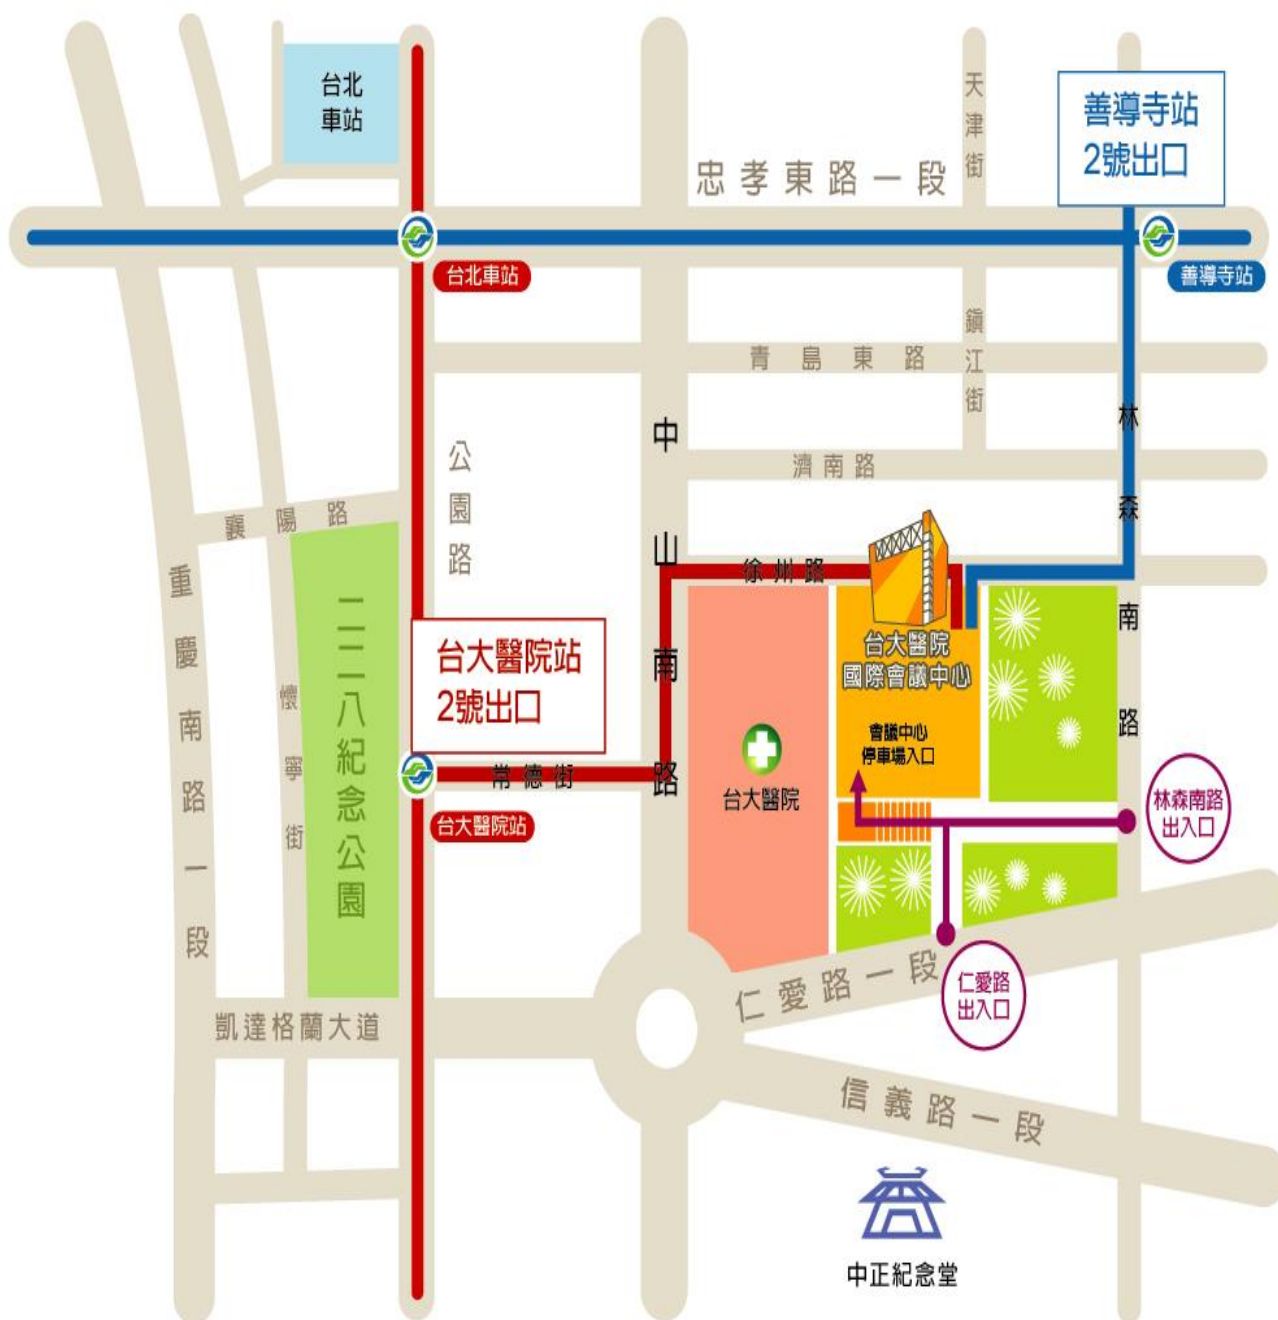 台北
車站
天津街
善導寺站
2號出口
忠孝東路一段
台北車站
善導寺站
鎮江街
青島東路
中山南路
林森南路
公園路
濟南路
襄陽路
徐州路
重慶南路一段
二二八紀念公園
台大醫院站
2號出口
台大醫院
國際會議中心
懷寧街
會議中心
停車場入口
常德街
台大醫院
台大醫院站
林森南路
出入口
仁愛路一段
仁愛路
出入口
凱達格蘭大道
信義路一段
中正紀念堂